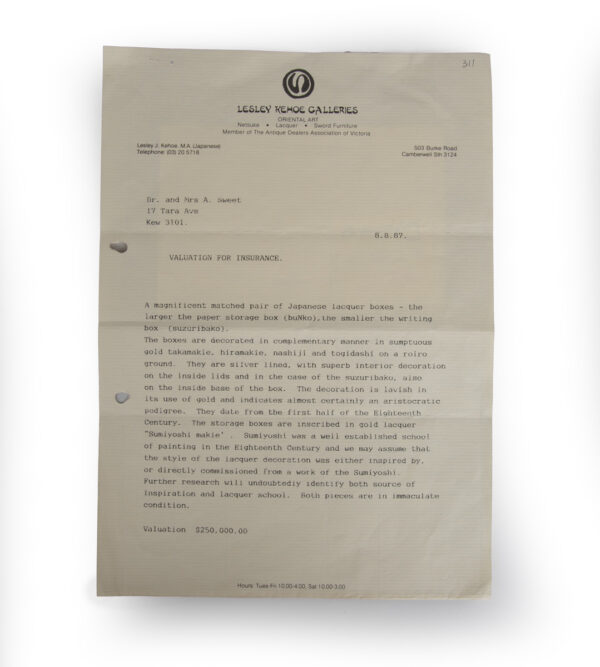 311
LESLEY KEHOE GALLERIES
ORIENTAL ART
Netsuke • Lacquer • Sword Furniture
Member of The Antique Dealers Association of Victoria
Lesley J. Kehoe. M.A.(Japanese)
Telephone: (03) 20 5718
503 Burke Road
Camberwell Sth 3124
Dr. and Mrs A. Sweet
17 Tara Ave
Kew 3101.
6.8.87.
VALUATION FOR INSURANCE.
A magnificent matched pair of Japanese lacquer boxes - the
larger the paper storage box (buNko),the smaller the writing
box (suzuribako).
The boxes are decorated in complementary manner in sumptuous
gold takamakie, hiramakie, nashiji and togidashi on a roiro
ground. They are silver lined, with superb interior decoration
on the inside lids and in the case of the suzuribako, also
on the inside base of the box. The decoration is lavish in
its use of gold and indicates almost certainly an aristocratic
pedigree. They date from the first half of the Eighteenth
Century. The storage boxes are inscribed in gold lacquer
"Sumiyoshi makie' . Sumiyoshi was a well established school
of painting in the Eighteenth Century and we may assume that
the style of the lacquer decoration was either inspired by,
or directly commissioned from a work of the Sumiyoshi.
Further research will undoubtedly identify both source of
inspiration and lacquer school. Both pieces are in immaculate
condition.
Valuation $250,000.00
Hours: Tues-Fri 10.00-4.00, Sat 10.00-3.00